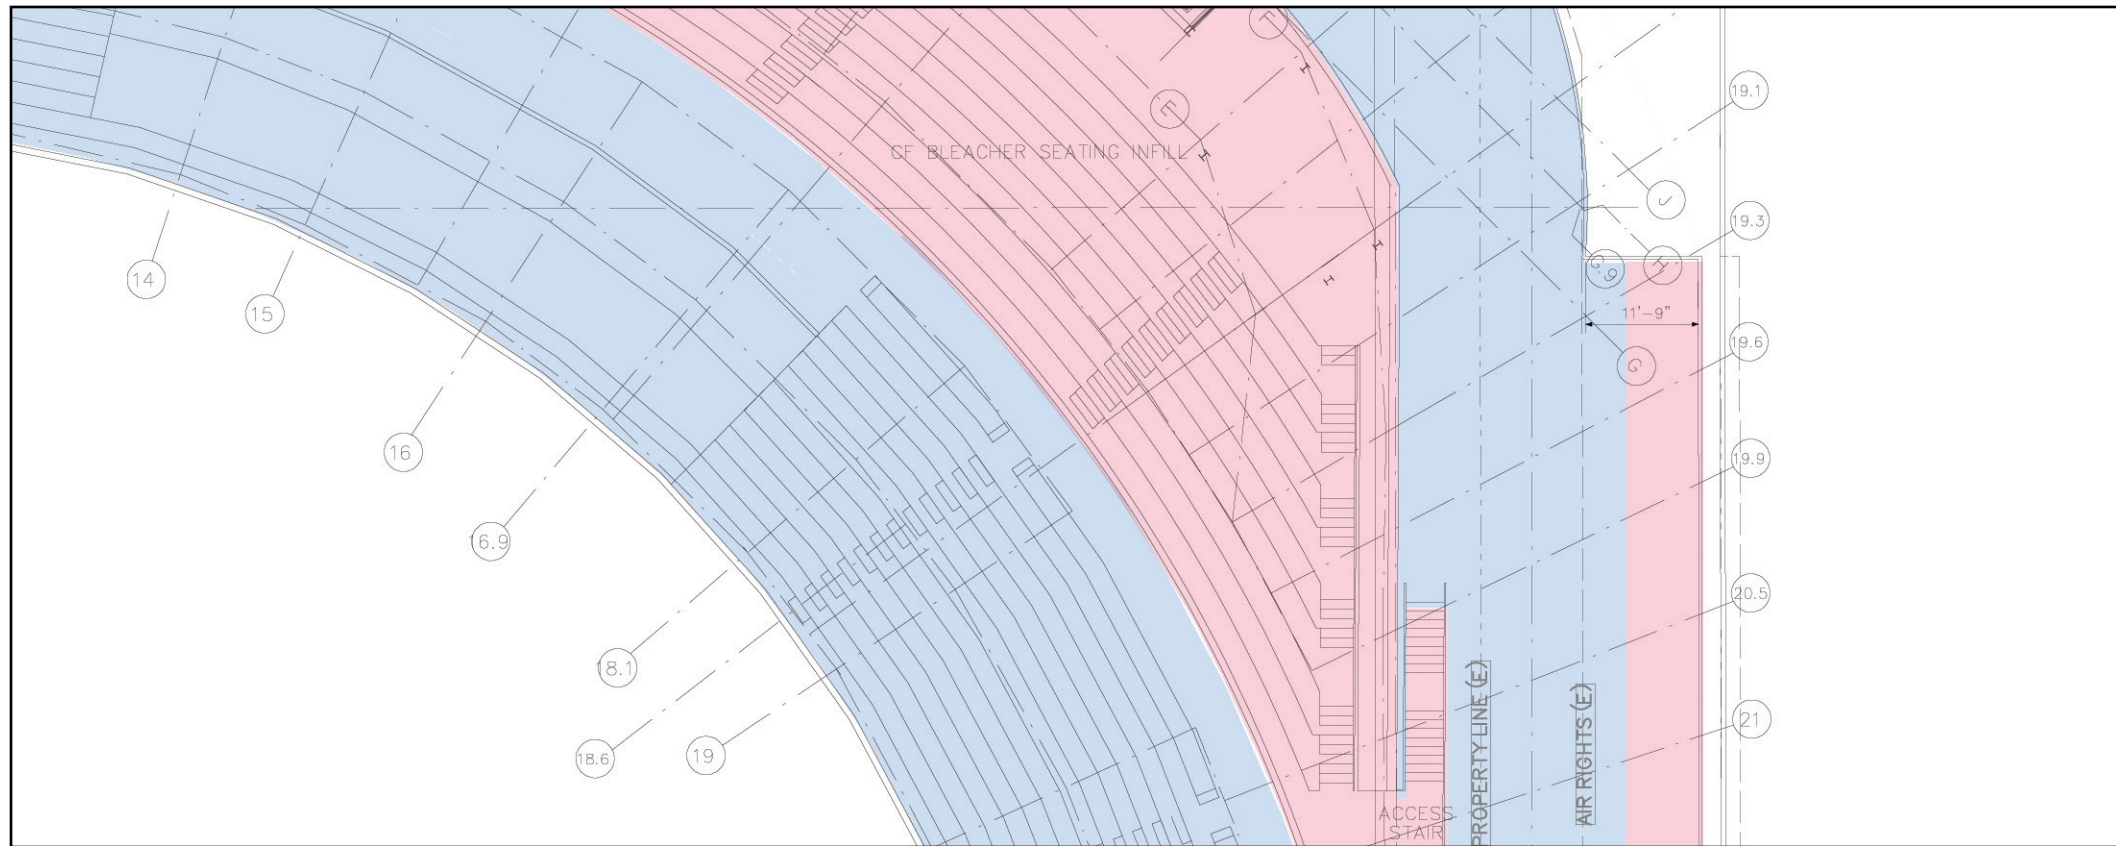 F
E
19.1
CF BLEACHER SEATING INFILL
J
19.3
14
G.9
H
15
11'-9"
19.6
G
16
19.9
16.9
20.5
18.1
21
18.6
19
PROPERTY LINE (E)
AIR RIGHTS (E)
ACCESS
STAIR